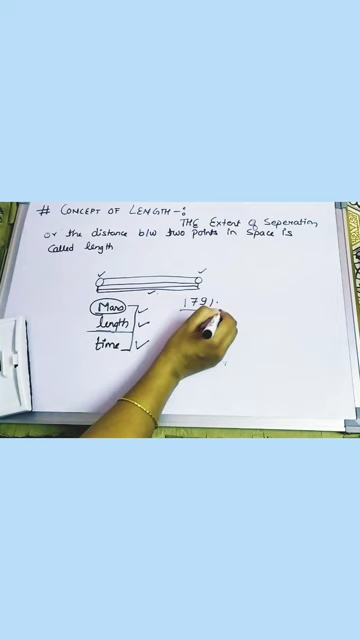 # CONCEPT OF LENGTH -:
THE Extent of Seperation
or the distance b/w two points in space is
called length
Mass
length
time
1791.